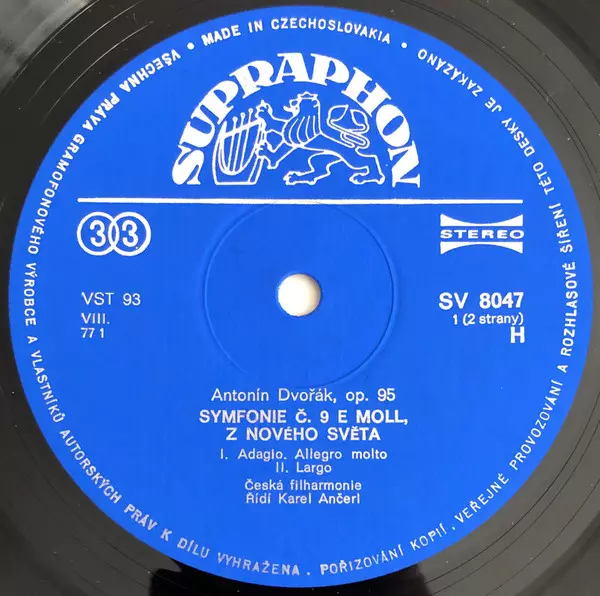 VŠECHNA PRÁVA GRAMOFONOVÉHO VÝROBCE A VLASTNÍKŮ AUTORSKÝCH PRÁV K DÍLU VYHRAŽENA. POŘIZOVÁNÍ KOPIÍ, VEŘEJNÉ PROVOZOVÁNÍ A ROZHLASOVÉ ŠÍŘENÍ TÉTO DESKY JE ZAKÁZÁNO
• MADE IN CZECHOSLOVAKIA •
SUPRAPHON
33
STEREO
VST 93
SV 8047
VIII.
1 (2 strany)
77 1
H
Antonín Dvořák, op. 95
SYMFONIE Č. 9 E MOLL,
Z NOVÉHO SVĚTA
I. Adagio. Allegro molto
II. Largo
Česká filharmonie
Řídí Karel Ančerl